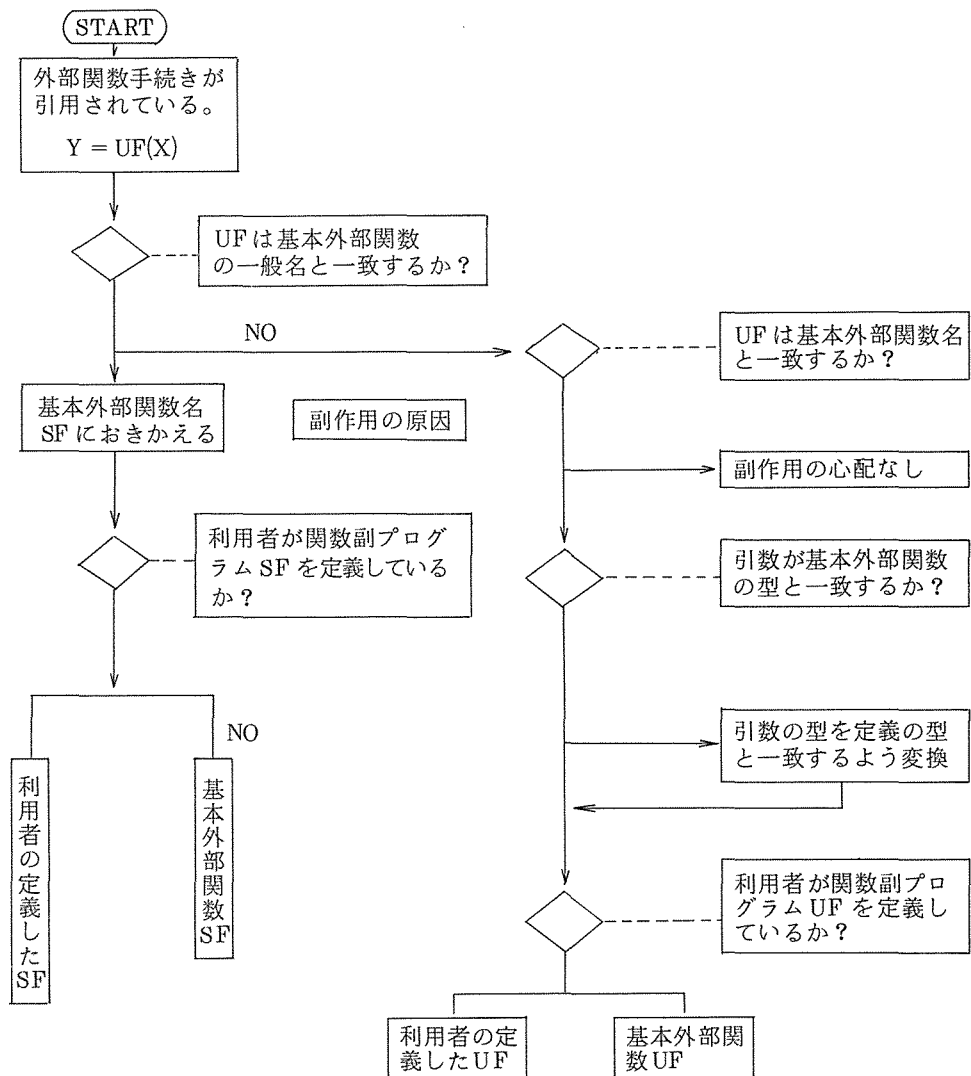 START
外部関数手続きが
引用されている。
Y = UF(X)
UFは基本外部関数
の一般名と一致するか？
NO
UFは基本外部関数名
と一致するか？
基本外部関数名
SFにおきかえる
副作用の原因
副作用の心配なし
利用者が関数副プログ
ラムSFを定義している
か？
引数が基本外部関数
の型と一致するか？
NO
引数の型を定義の型
と一致するよう変換
利用者の定義したSF
基本外部関数SF
利用者が関数副プロ
グラムUFを定義し
ているか？
利用者の定
義したUF
基本外部関
数UF